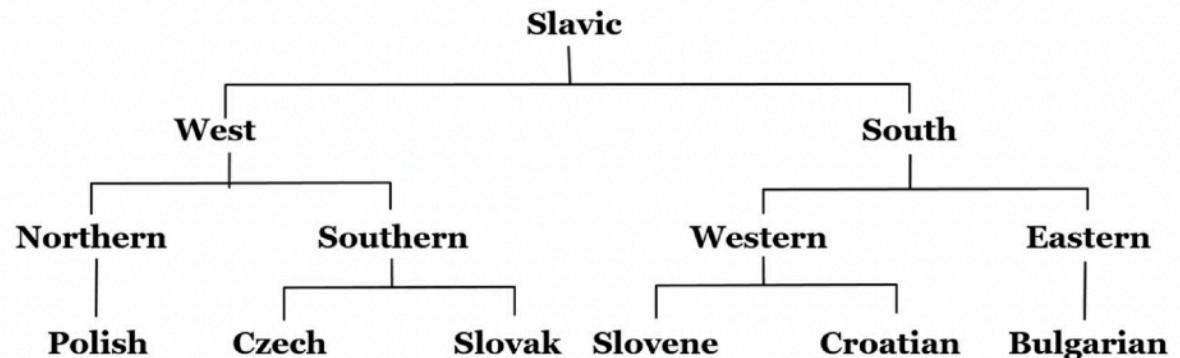 Slavic
West South
Northern Southern Western Eastern
Polish Czech Slovak Slovene Croatian Bulgarian